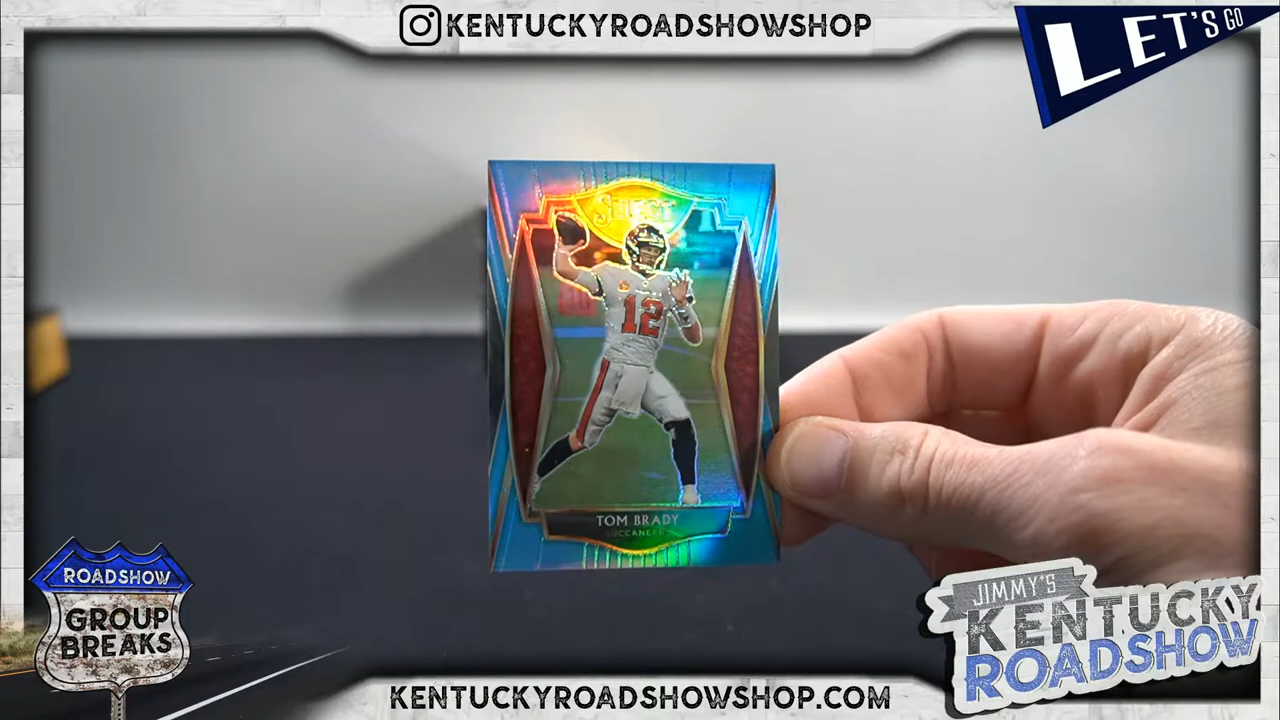 KENTUCKYROADSHOWSHOP
LET'S GO
SELECT
12
TOM BRADY
BUCCANEERS
ROADSHOW
GROUP
BREAKS
JIMMY'S
KENTUCKY
ROADSHOW
KENTUCKYROADSHOWSHOP.COM